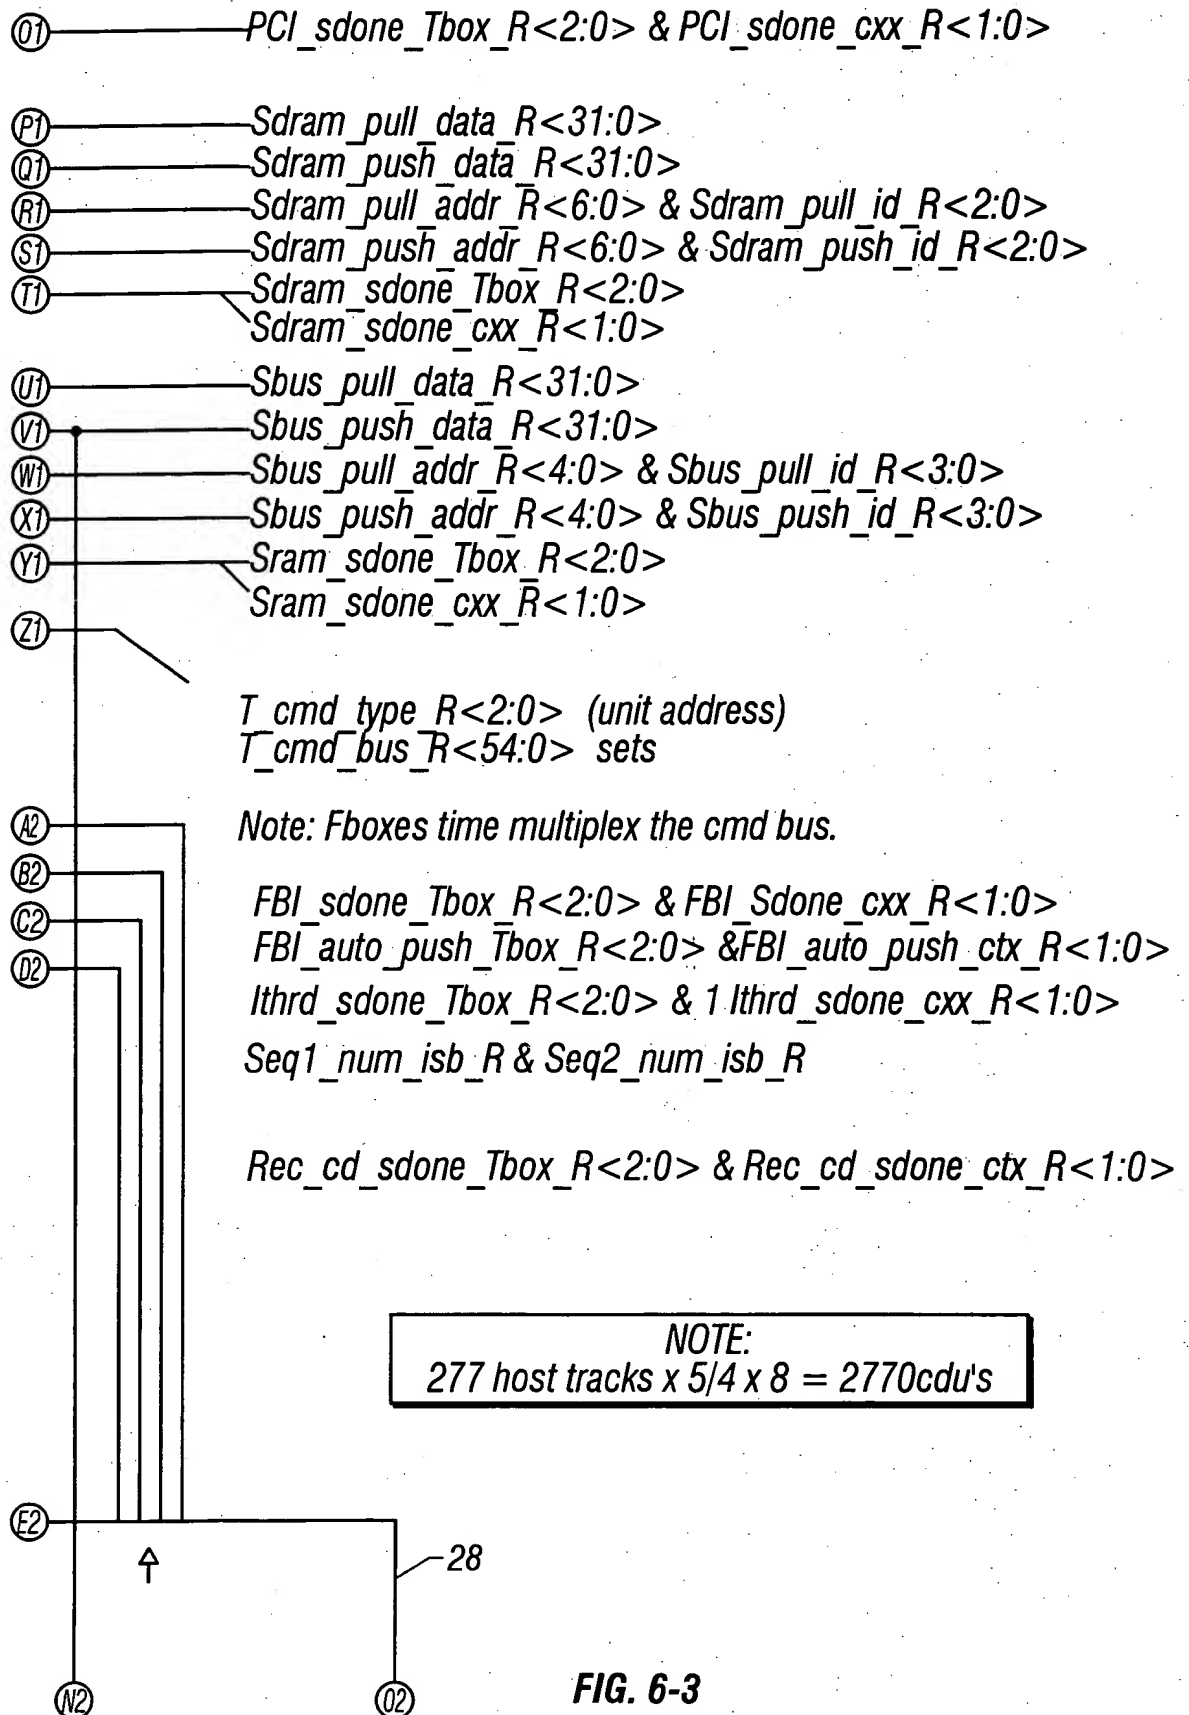 O1 PCI_sdone_Tbox_R<2:0> & PCI_sdone_cxx_R<1:0>
P1 Sdram_pull_data_R<31:0>
Q1 Sdram_push_data_R<31:0>
R1 Sdram_pull_addr_R<6:0> & Sdram_pull_id_R<2:0>
S1 Sdram_push_addr_R<6:0> & Sdram_push_id_R<2:0>
T1 Sdram_sdone_Tbox_R<2:0>
Sdram_sdone_cxx_R<1:0>
U1 Sbus_pull_data_R<31:0>
V1 Sbus_push_data_R<31:0>
W1 Sbus_pull_addr_R<4:0> & Sbus_pull_id_R<3:0>
X1 Sbus_push_addr_R<4:0> & Sbus_push_id_R<3:0>
Y1 Sram_sdone_Tbox_R<2:0>
Sram_sdone_cxx_R<1:0>
Z1
T_cmd_type_R<2:0> (unit address)
T_cmd_bus_R<54:0> sets
A2 Note: Fboxes time multiplex the cmd bus.
B2
FBI_sdone_Tbox_R<2:0> & FBI_Sdone_cxx_R<1:0>
C2
FBI_auto_push_Tbox_R<2:0> &FBI_auto_push_ctx_R<1:0>
D2
Ithrd_sdone_Tbox_R<2:0> & 1 Ithrd_sdone_cxx_R<1:0>
Seq1_num_isb_R & Seq2_num_isb_R
Rec_cd_sdone_Tbox_R<2:0> & Rec_cd_sdone_ctx_R<1:0>
NOTE:
277 host tracks x 5/4 x 8 = 2770cdu's
E2
28
N2 O2
FIG. 6-3